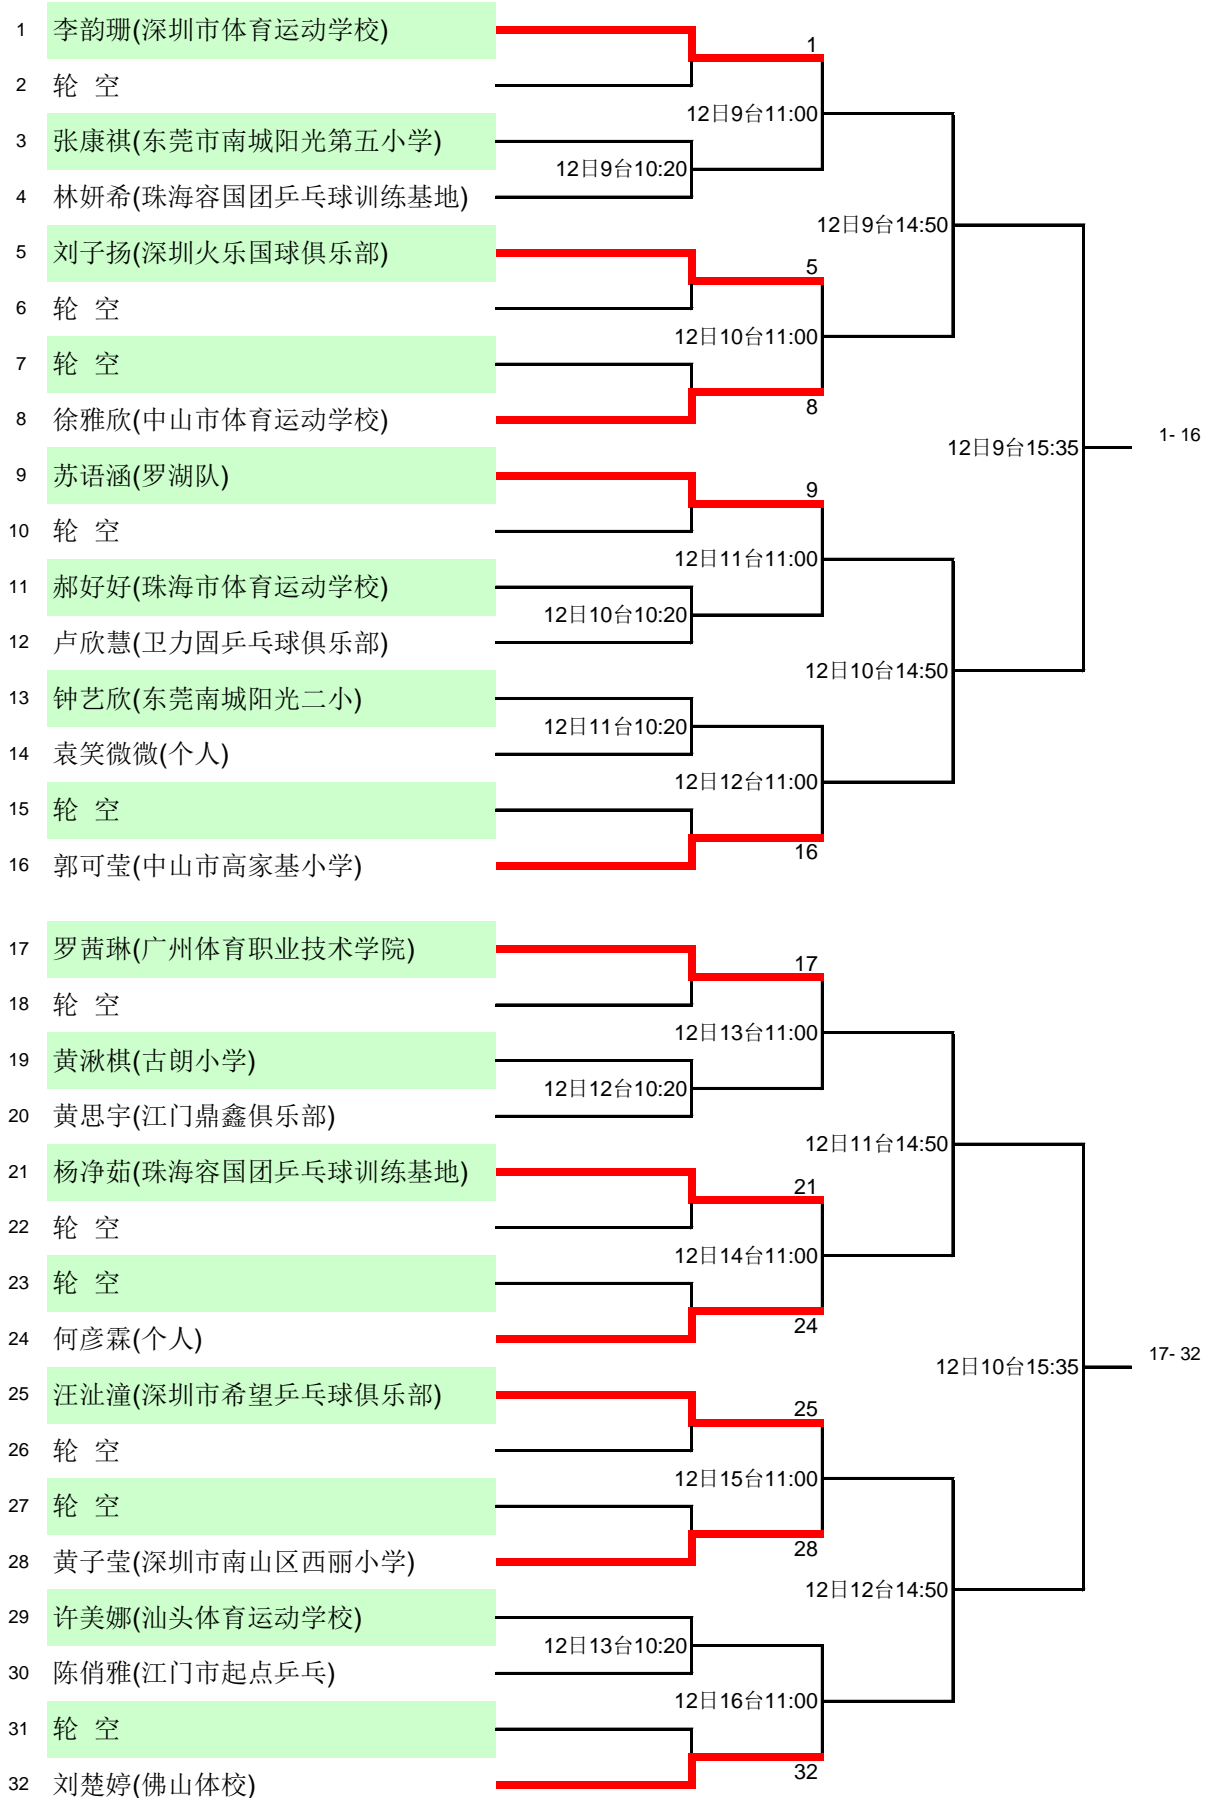 1 李韵珊(深圳市体育运动学校)
1
2 轮 空
12日9台11:00
3 张康祺(东莞市南城阳光第五小学)
12日9台10:20
4 林妍希(珠海容国团乒乓球训练基地)
12日9台14:50
5 刘子扬(深圳火乐国球俱乐部)
5
6 轮 空
12日10台11:00
7 轮 空
8 徐雅欣(中山市体育运动学校)
8
12日9台15:35
1- 16
9 苏语涵(罗湖队)
9
10 轮 空
12日11台11:00
11 郝好好(珠海市体育运动学校)
12日10台10:20
12 卢欣慧(卫力固乒乓球俱乐部)
12日10台14:50
13 钟艺欣(东莞南城阳光二小)
12日11台10:20
14 袁笑微微(个人)
12日12台11:00
15 轮 空
16 郭可莹(中山市高家基小学)
16
17 罗茜琳(广州体育职业技术学院)
17
18 轮 空
12日13台11:00
19 黄湫棋(古朗小学)
12日12台10:20
20 黄思宇(江门鼎鑫俱乐部)
12日11台14:50
21 杨净茹(珠海容国团乒乓球训练基地)
21
22 轮 空
12日14台11:00
23 轮 空
24 何彦霖(个人)
24
12日10台15:35
17- 32
25 汪沚潼(深圳市希望乒乓球俱乐部)
25
26 轮 空
12日15台11:00
27 轮 空
28 黄子莹(深圳市南山区西丽小学)
28
12日12台14:50
29 许美娜(汕头体育运动学校)
12日13台10:20
30 陈俏雅(江门市起点乒乓)
12日16台11:00
31 轮 空
32 刘楚婷(佛山体校)
32